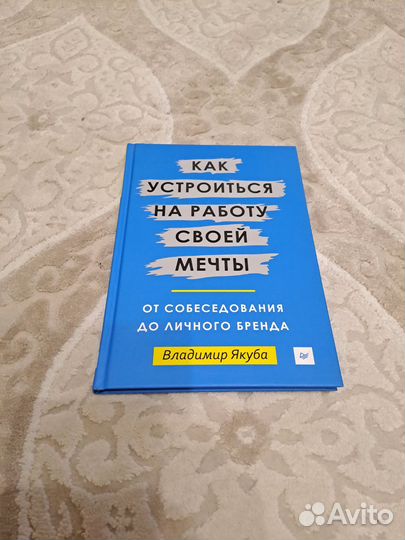 КАК
УСТРОИТЬСЯ
НА РАБОТУ
СВОЕЙ
МЕЧТЫ
ОТ СОБЕСЕДОВАНИЯ
ДО ЛИЧНОГО БРЕНДА
Владимир Якуба
Avito